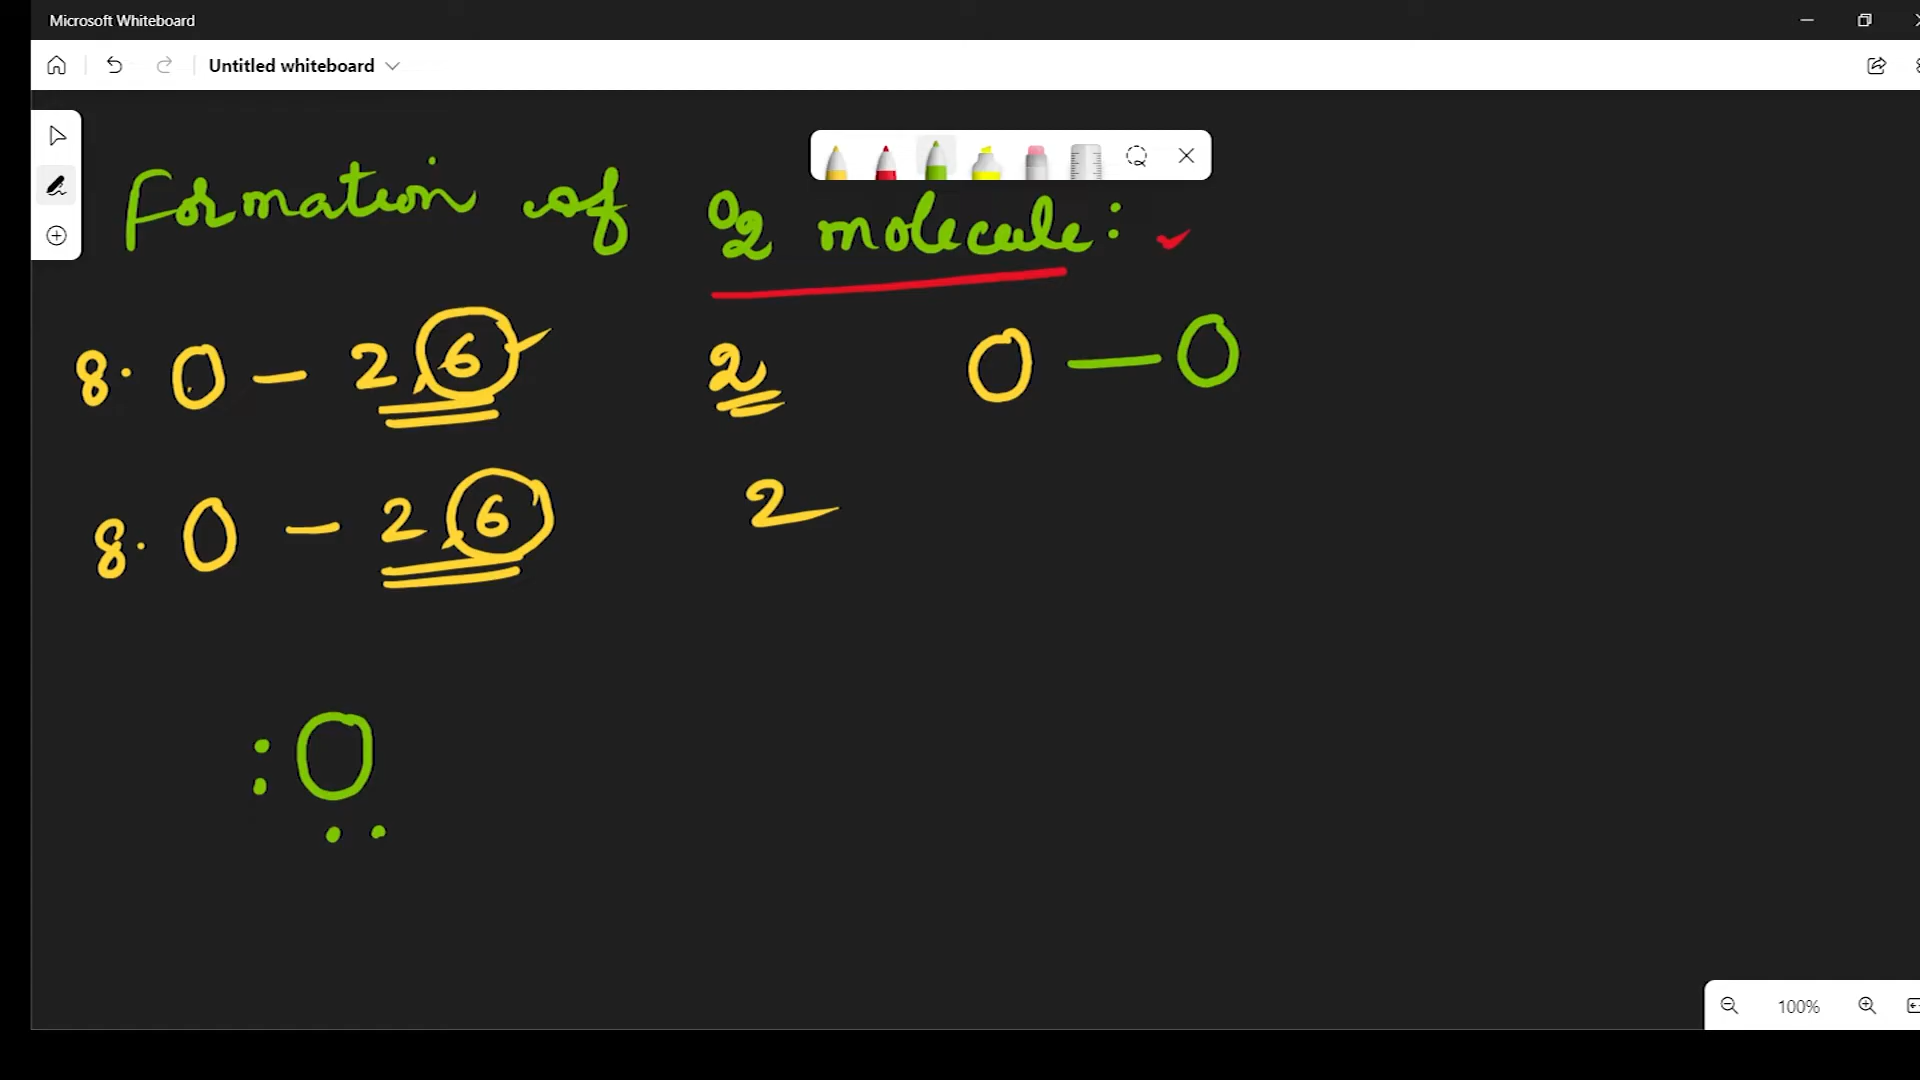 Microsoft Whiteboard
Untitled whiteboard
Formation of O2 molecule:
8. O - 2,6 2 O - O
8. O - 2,6 2
:O
..
100%